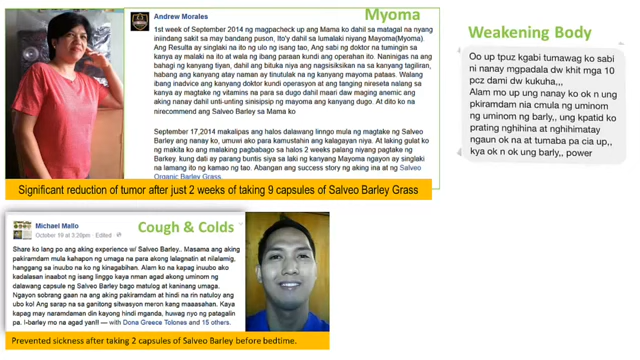 Myoma
Andrew Morales
1st week of September 2014 ng magpacheck up ang Mama ko dahil sa matagal na nyang
iniindang sakit sa may bandang puson, Ito'y dahil sa lumalaki niyang Mayoma(Myoma).
Ang Resulta ay singlaki na ito ng ulo ng isang tao, Ang sabi ng doktor na tumingin sa
kanya ay malaki na ito at wala ng ibang paraan kundi ang operahan ito. Naninigas na ang
bahagi ng kanyang tiyan, dahil ang bituka niya ang nagsisiksikan sa sa kanyang tagiliran,
habang ang kanyang atay naman ay tinutulak na ng kanyang mayoma pataas. Walang
ibang inadvice ang kanyang doktor kundi operasyon at ang tanging nireseta nalang sa
kanya ay magtake ng vitamins na para sa dugo dahil maari daw maging anemic ang
aking nanay dahil unti-unting sinisipsip ng mayoma ang kanyang dugo. At dito ko na
nirecommend ang Salveo Barley sa Mama ko
September 17,2014 makalipas ang halos dalawang linngo mula ng magtake ng Salveo
Barley ang nanay ko, umuwi ako para kamustahin ang kalagayan niya. At laking gulat ko
ng makita ko ang malaking pagbabago sa halos 2 weeks palang niyang pagtake ng
Barkey. kung dati ay parang buntis siya sa laki ng kanyang Mayoma ngayon ay singlaki
na lamang ito ng kamao ng tao. Abangan ang success story ng aking ina at ng Salveo
Organic Barley Grass.
Significant reduction of tumor after just 2 weeks of taking 9 capsules of Salveo Barley Grass
Weakening Body
Oo up tpuz kgabi tumawag ko sabi
ni nanay mgpadala dw khit mga 10
pcz dami dw kukuha,,,
Alam mo up ung nanay ko ok n ung
pkiramdam nia cmula ng uminom
ng uminom ng barly,, ung kpatid ko
prating nghihina at nghihimatay
ngaun ok na at tumaba pa cia up,,
kya ok n ok ung barly,, power
Cough & Colds
Michael Mallo
October 19 at 3:26pm · Edited ·
Share ko lang po ang aking experience w/ Salveo Barley.. Masama ang aking
pakiramdam mula kahapon ng umaga na para akong lalagnatin at nilalamig,
hanggang sa inuubo na ko ng kinagabihan. Alam ko na kapag inuubo ako
kadalasan inaabot ng isang linggo kaya nman agad akong uminom ng
dalawang capsule ng Salveo Barley bago matulog at kaninang umaga.
Ngayon sobrang gaan na ang aking pakiramdam at hindi na rin natuloy ang
ubo ko! Ang sarap na sa ganitong sitwasyon meron kang maaasahan. Kaya
kapag may naramdaman din kayong hindi mganda, huwag nyo ng patagalin
pa. I-barley mo na agad yan!! — with Dona Greece Tolones and 15 others.
Prevented sickness after taking 2 capsules of Salveo Barley before bedtime.